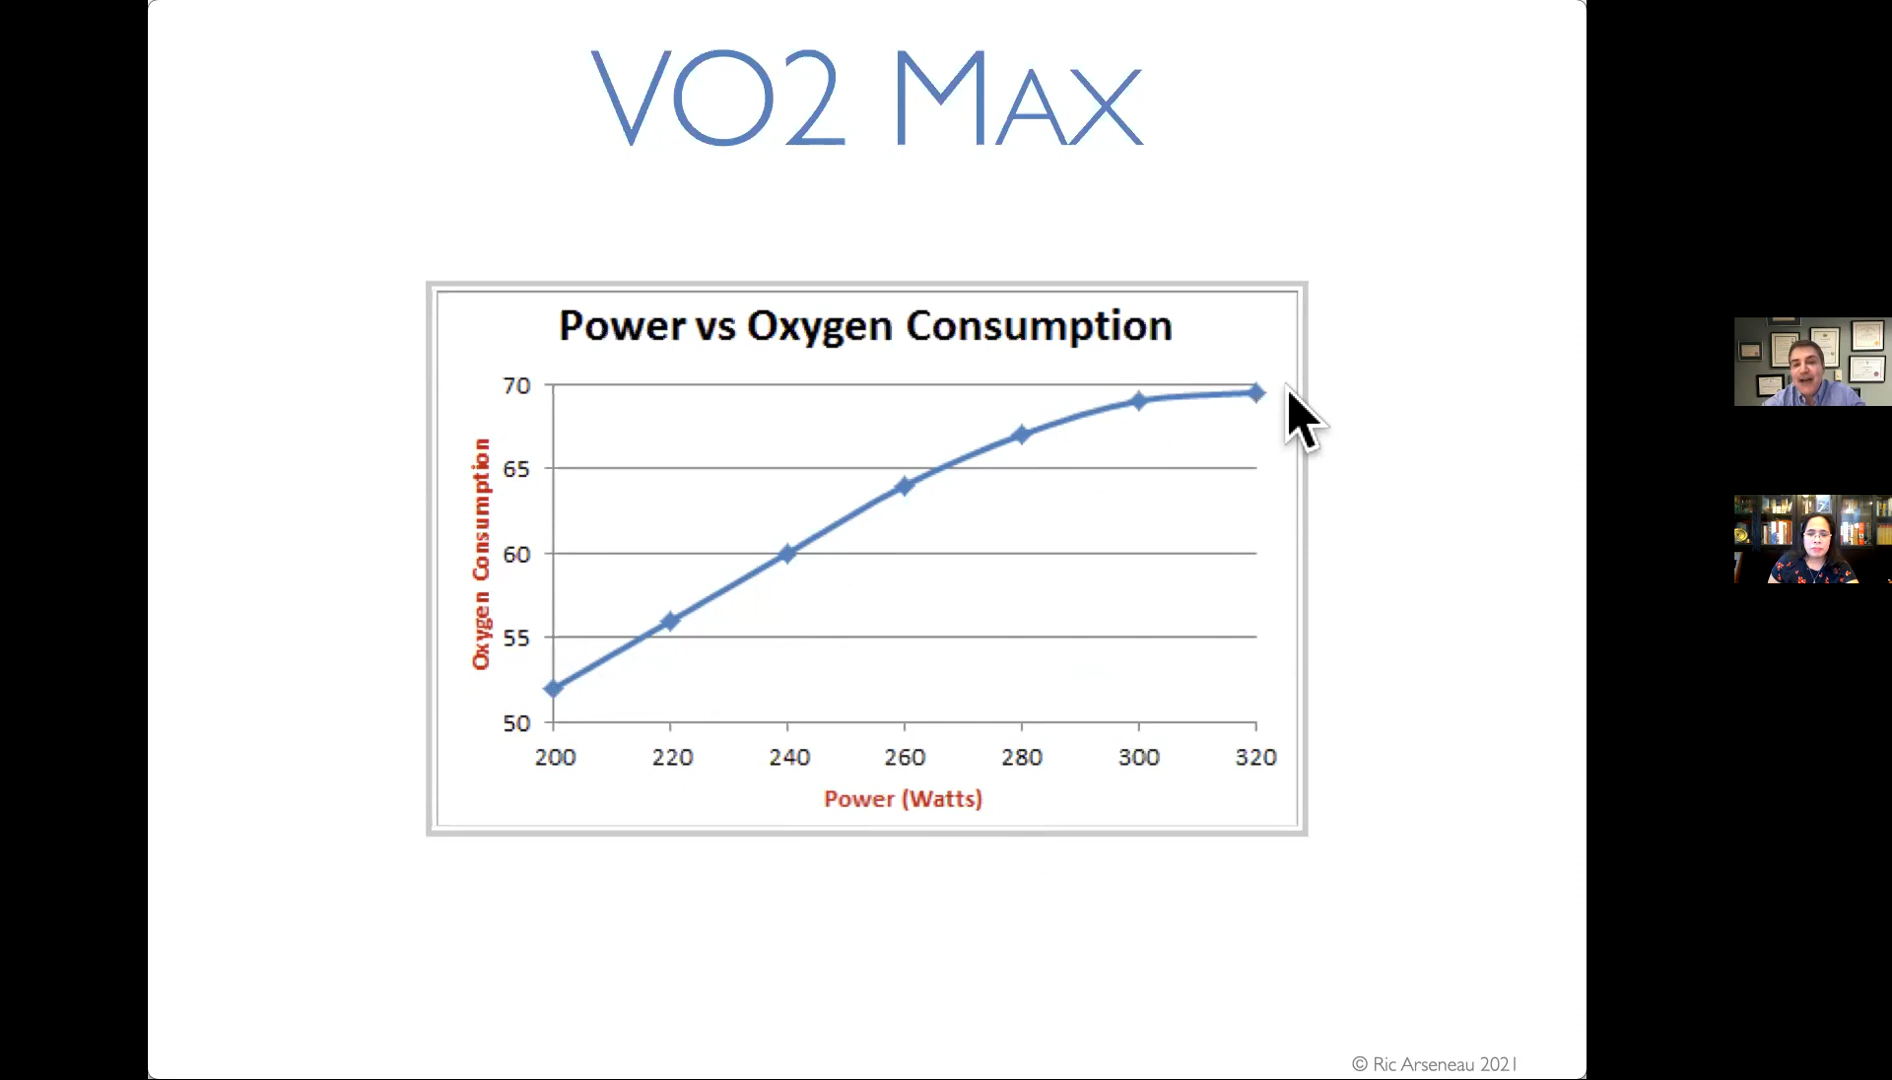 VO2 Max
Power vs Oxygen Consumption
70
65
60
55
50
Oxygen Consumption
200 220 240 260 280 300 320
Power (Watts)
© Ric Arseneau 2021